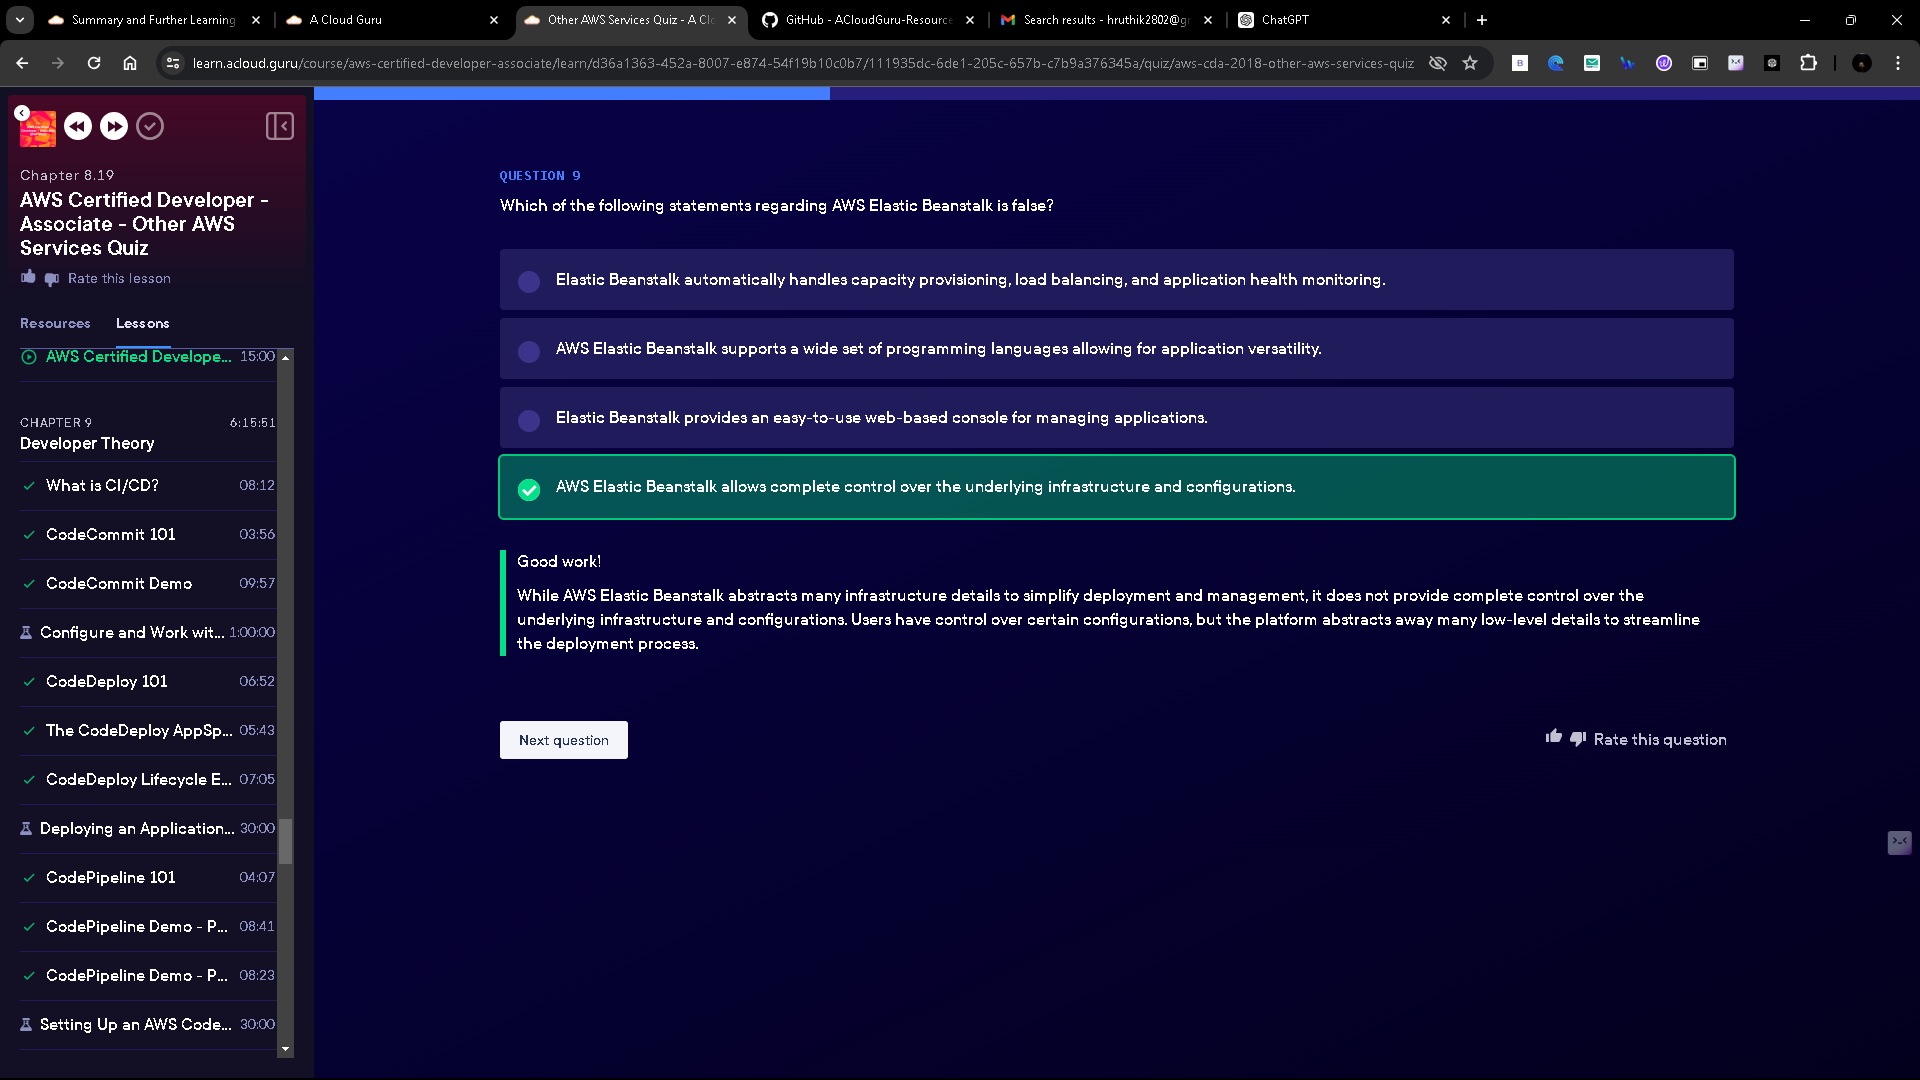 Summary and Further Learning
A Cloud Guru
Other AWS Services Quiz - A Clo
GitHub - ACloudGuru-Resource
Search results - hruthik2802@gr
ChatGPT
learn.acloud.guru/course/aws-certified-developer-associate/learn/d36a1363-452a-8007-e874-54f19b10c0b7/111935dc-6de1-205c-657b-c7b9a376345a/quiz/aws-cda-2018-other-aws-services-quiz
Chapter 8.19
AWS Certified Developer -
Associate - Other AWS
Services Quiz
Rate this lesson
Resources
Lessons
AWS Certified Develope... 15:00
CHAPTER 9 6:15:51
Developer Theory
What is CI/CD? 08:12
CodeCommit 101 03:56
CodeCommit Demo 09:57
Configure and Work wit... 1:00:00
CodeDeploy 101 06:52
The CodeDeploy AppSp... 05:43
CodeDeploy Lifecycle E... 07:05
Deploying an Application... 30:00
CodePipeline 101 04:07
CodePipeline Demo - P... 08:41
CodePipeline Demo - P... 08:23
Setting Up an AWS Code... 30:00
QUESTION 9
Which of the following statements regarding AWS Elastic Beanstalk is false?
Elastic Beanstalk automatically handles capacity provisioning, load balancing, and application health monitoring.
AWS Elastic Beanstalk supports a wide set of programming languages allowing for application versatility.
Elastic Beanstalk provides an easy-to-use web-based console for managing applications.
AWS Elastic Beanstalk allows complete control over the underlying infrastructure and configurations.
Good work!
While AWS Elastic Beanstalk abstracts many infrastructure details to simplify deployment and management, it does not provide complete control over the
underlying infrastructure and configurations. Users have control over certain configurations, but the platform abstracts away many low-level details to streamline
the deployment process.
Next question
Rate this question